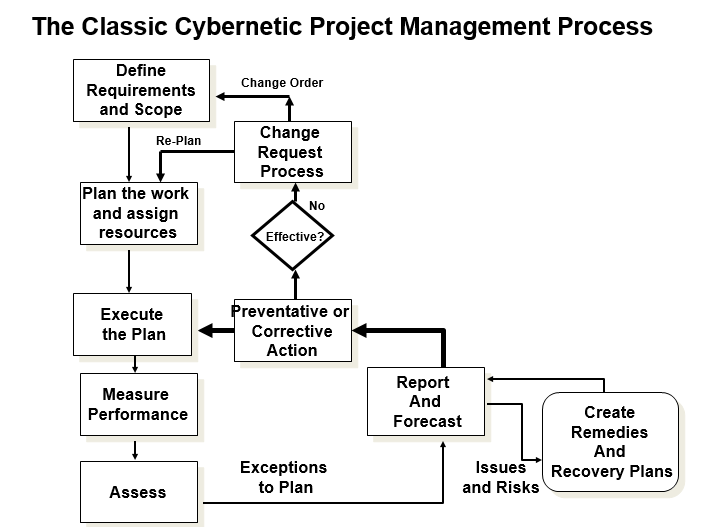 The Classic Cybernetic Project Management Process
Define
Requirements
and Scope
Change Order
Change
Request
Process
Re-Plan
Plan the work
and assign
resources
No
Effective?
Execute
the Plan
Preventative or
Corrective
Action
Measure
Performance
Report
And
Forecast
Create
Remedies
And
Recovery Plans
Assess
Exceptions
to Plan
Issues
and Risks